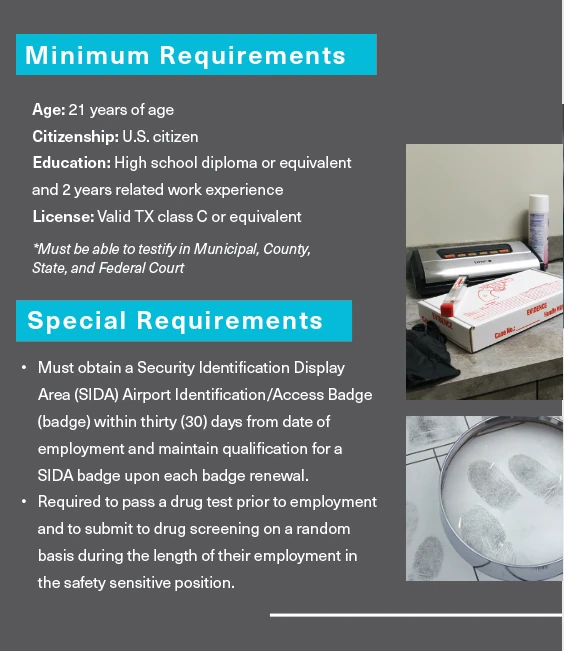 Minimum Requirements
Age: 21 years of age
Citizenship: U.S. citizen
Education: High school diploma or equivalent
and 2 years related work experience
License: Valid TX class C or equivalent
*Must be able to testify in Municipal, County,
State, and Federal Court
Special Requirements
• Must obtain a Security Identification Display
Area (SIDA) Airport Identification/Access Badge
(badge) within thirty (30) days from date of
employment and maintain qualification for a
SIDA badge upon each badge renewal.
• Required to pass a drug test prior to employment
and to submit to drug screening on a random
basis during the length of their employment in
the safety sensitive position.
EVIDENCE
EVIDENCE
Case No.: